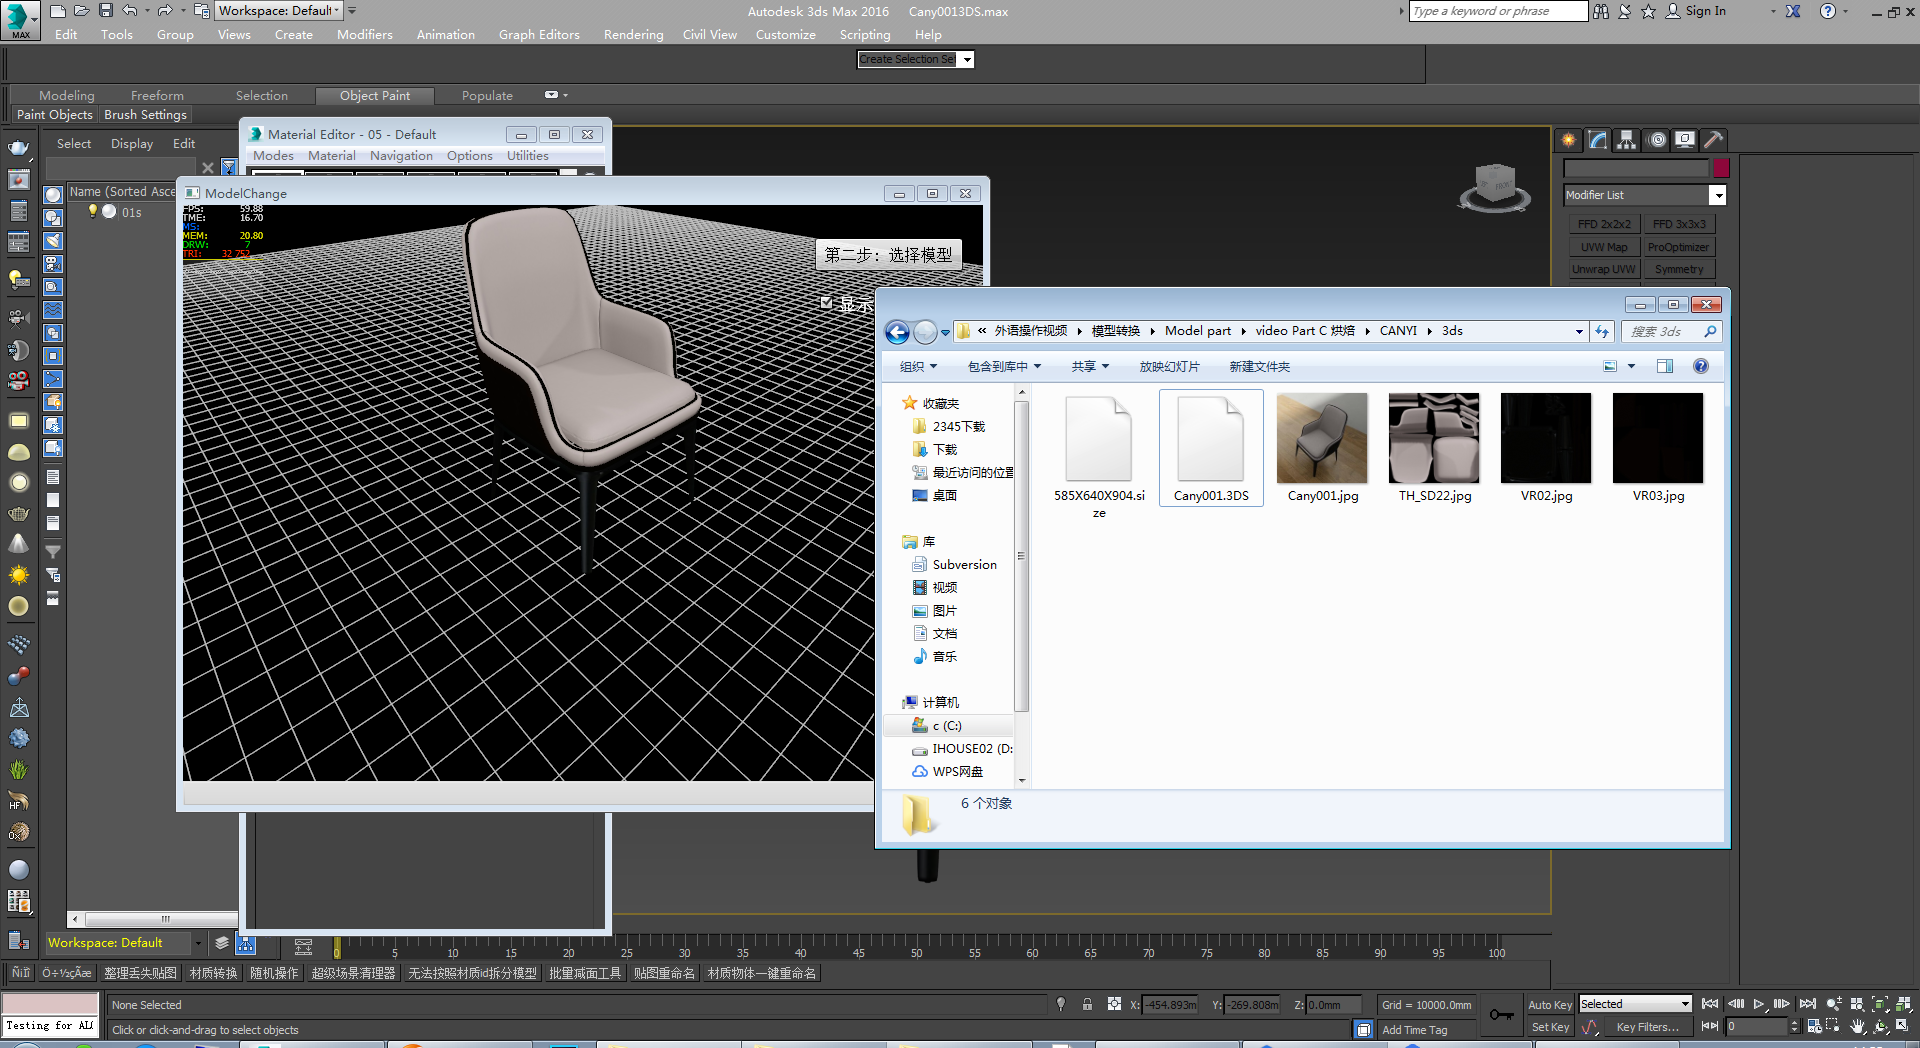 Workspace: Default
Autodesk 3ds Max 2016 Cany0013DS.max
Type a keyword or phrase
Sign In
MAX
Edit Tools Group Views Create Modifiers Animation Graph Editors Rendering Civil View Customize Scripting Help
Create Selection Se
Modeling Freeform Selection Object Paint Populate
Paint Objects Brush Settings
Select Display Edit
Name (Sorted Asce
01s
Material Editor - 05 - Default
Modes Material Navigation Options Utilities
ModelChange
FPS: 59.88
TME: 16.70
MS:
MEM: 20.80
DRW: 7
TRI: 32 752
第二步：选择模型
显示
FRONT
Modifier List
FFD 2x2x2 FFD 3x3x3
UVW Map ProOptimizer
Unwrap UVW Symmetry
« 外语操作视频 模型转换 Model part video Part C 烘焙 CANYI 3ds
搜索 3ds
组织 包含到库中 共享 放映幻灯片 新建文件夹
收藏夹
2345下载
下载
最近访问的位置
桌面
库
Subversion
视频
图片
文档
音乐
计算机
c (C:)
IHOUSE02 (D:
WPS网盘
585X640X904.si
ze
Cany001.3DS
Cany001.jpg
TH_SD22.jpg
VR02.jpg
VR03.jpg
6 个对象
HF
Ox
Workspace: Default
0 5 10 15 20 25 30 35 40 45 50 55 60 65 70 75 80 85 90 95 100
Ñïïî Ö÷½çÃæ 整理丢失贴图 材质转换 随机操作 超级场景清理器 无法按照材质id拆分模型 批量减面工具 贴图重命名 材质物体一键重命名
None Selected
X: -454.893m Y: -269.808m Z: 0.0mm Grid = 10000.0mm
Auto Key Selected
Testing for ALL
Click or click-and-drag to select objects
Add Time Tag
Set Key Key Filters... 0